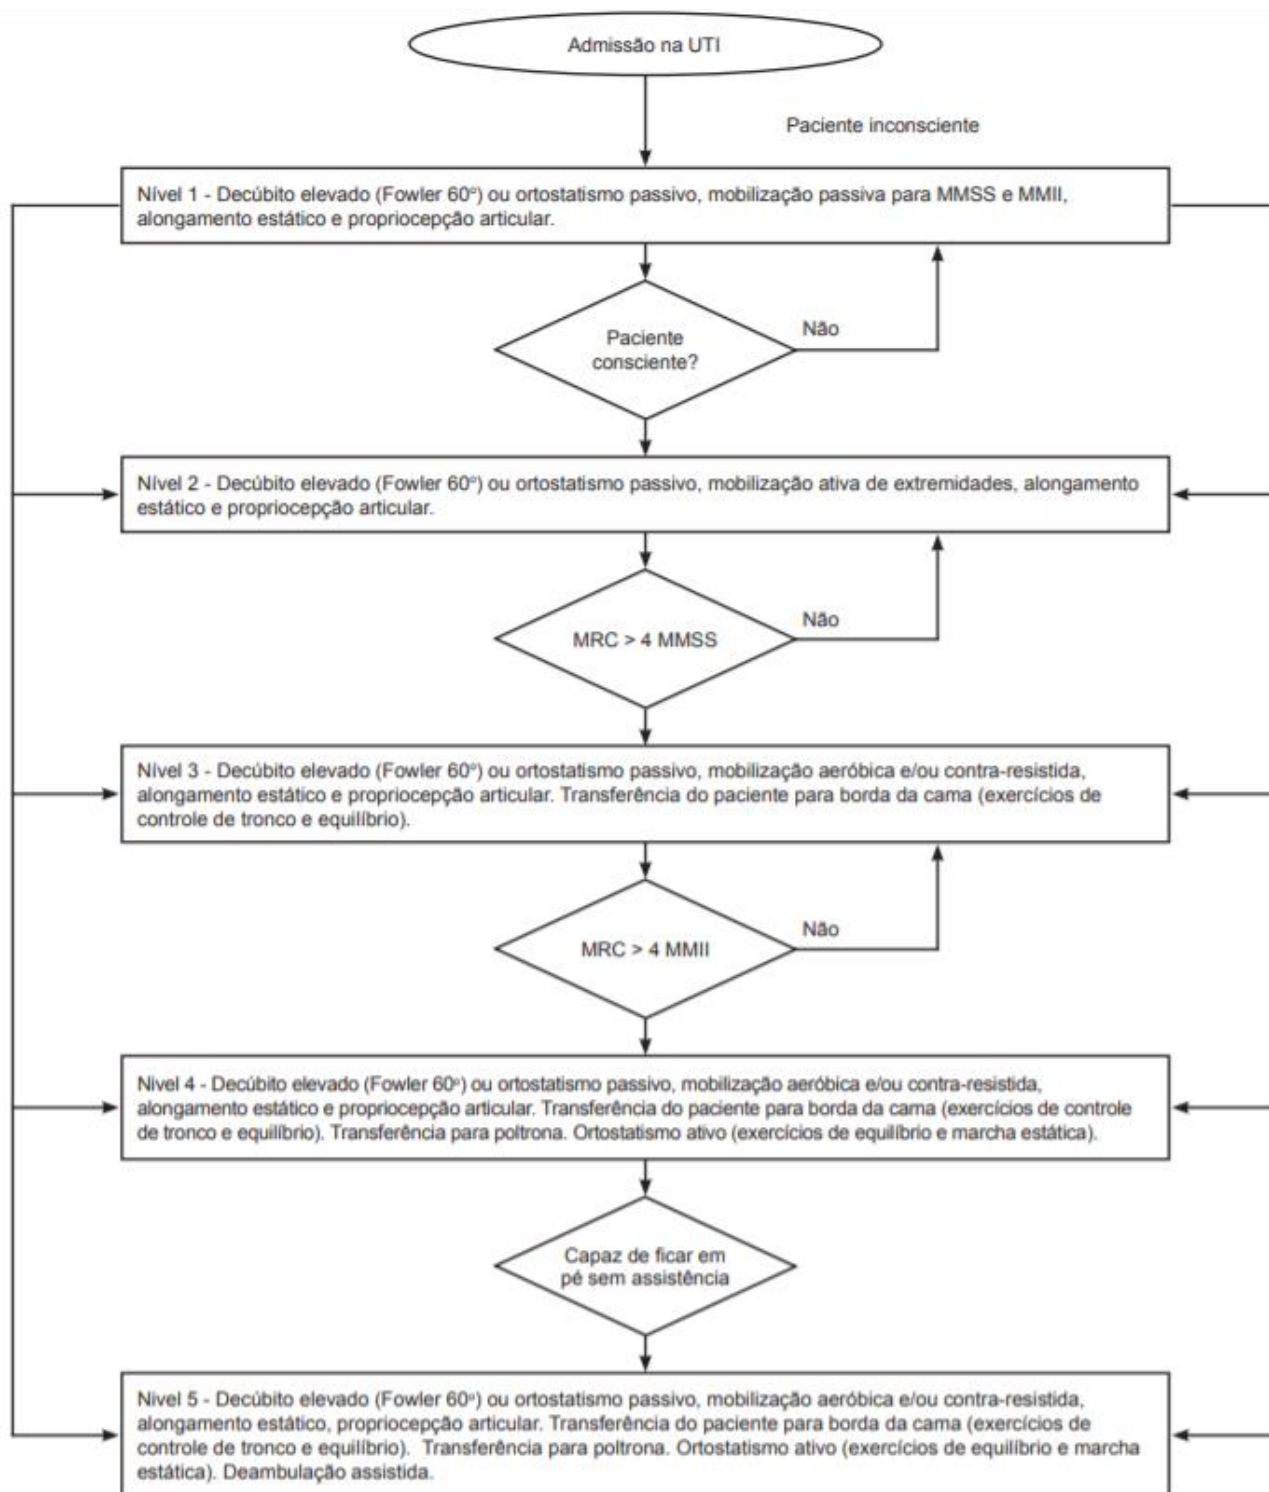 Admissão na UTI
Paciente inconsciente
Nível 1 - Decúbito elevado (Fowler 60º) ou ortostatismo passivo, mobilização passiva para MMSS e MMII,
alongamento estático e propriocepção articular.
Paciente
consciente?
Não
Nível 2 - Decúbito elevado (Fowler 60º) ou ortostatismo passivo, mobilização ativa de extremidades, alongamento
estático e propriocepção articular.
MRC > 4 MMSS
Não
Nível 3 - Decúbito elevado (Fowler 60º) ou ortostatismo passivo, mobilização aeróbica e/ou contra-resistida,
alongamento estático e propriocepção articular. Transferência do paciente para borda da cama (exercícios de
controle de tronco e equilíbrio).
MRC > 4 MMII
Não
Nivel 4 - Decúbito elevado (Fowler 60º) ou ortostatismo passivo, mobilização aeróbica e/ou contra-resistida,
alongamento estático e propriocepção articular. Transferência do paciente para borda da cama (exercícios de controle
de tronco e equilíbrio). Transferência para poltrona. Ortostatismo ativo (exercícios de equilíbrio e marcha estática).
Capaz de ficar em
pé sem assistência
Nivel 5 - Decúbito elevado (Fowler 60º) ou ortostatismo passivo, mobilização aeróbica e/ou contra-resistida,
alongamento estático, propriocepção articular. Transferência do paciente para borda da cama (exercícios de
controle de tronco e equilíbrio). Transferência para poltrona. Ortostatismo ativo (exercícios de equilíbrio e marcha
estática). Deambulação assistida.